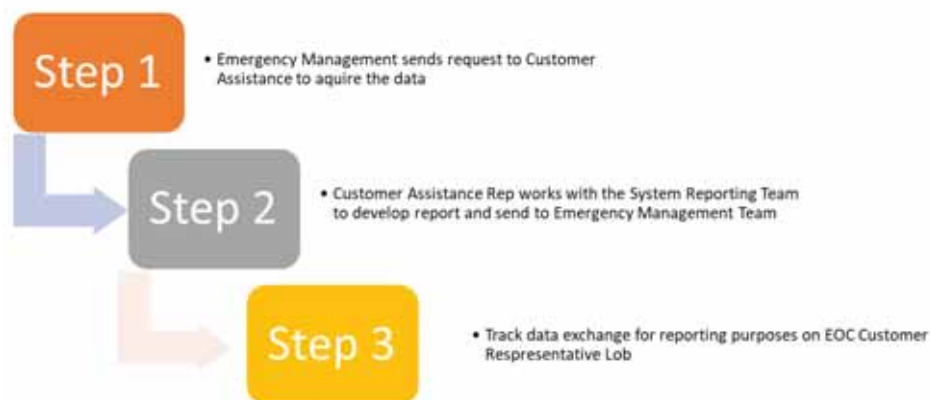 Step 1
• Emergency Management sends request to Customer
Assistance to aquire the data
Step 2
• Customer Assistance Rep works with the System Reporting Team
to develop report and send to Emergency Management Team
Step 3
• Track data exchange for reporting purposes on EOC Customer
Respresentative Lob